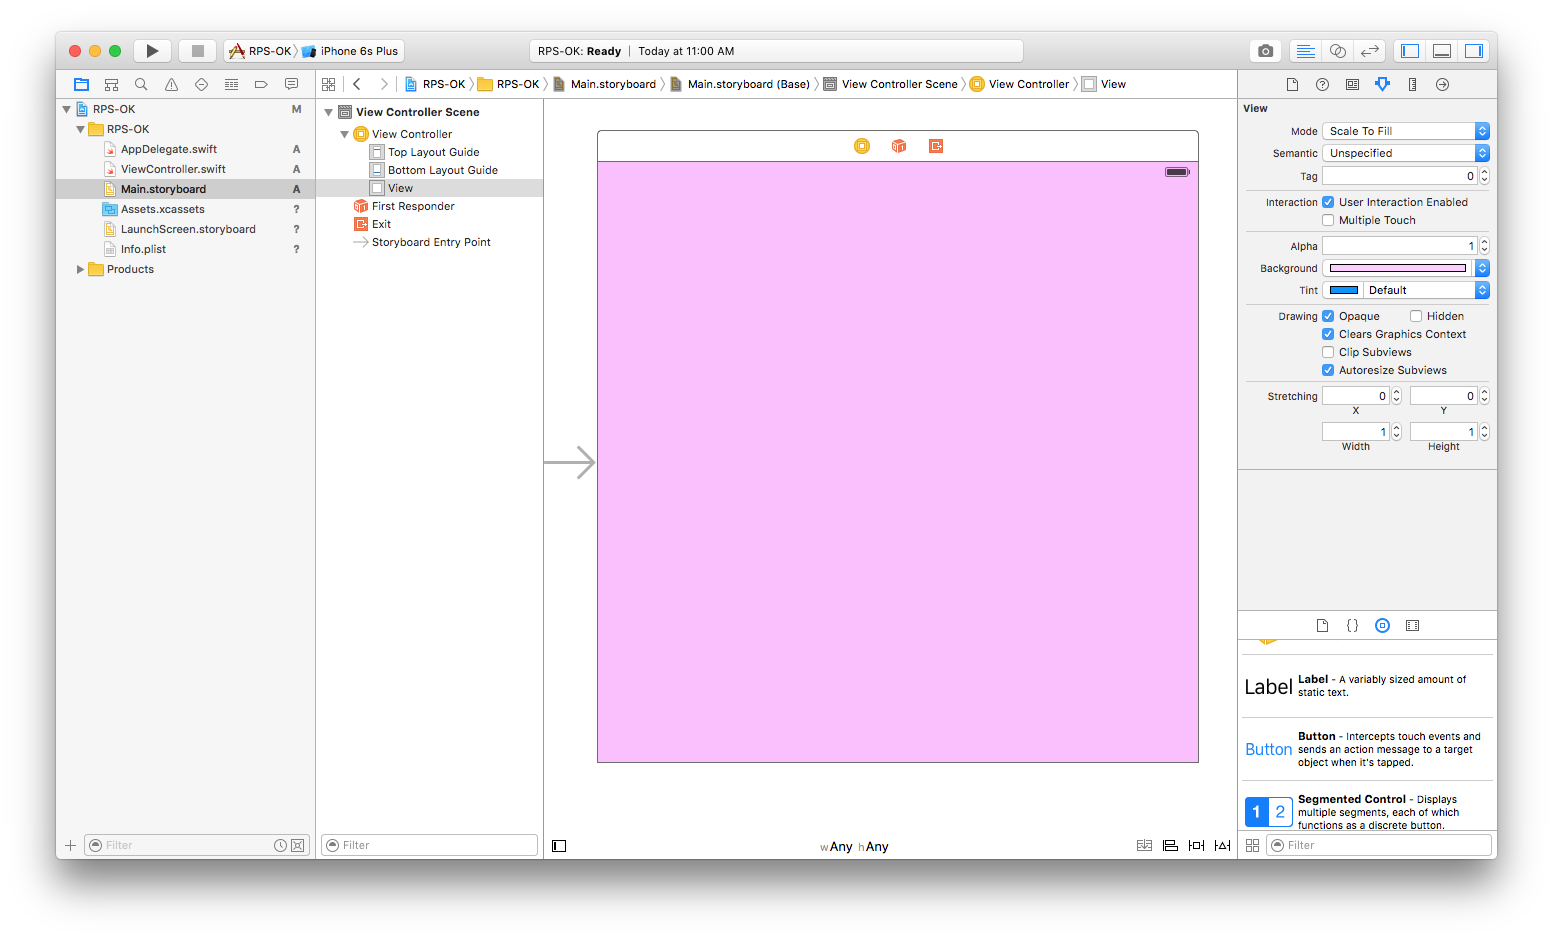 RPS-OK
iPhone 6s Plus
RPS-OK: Ready | Today at 11:00 AM
RPS-OK
RPS-OK
Main.storyboard
Main.storyboard (Base)
View Controller Scene
View Controller
View
RPS-OK M
RPS-OK
AppDelegate.swift A
ViewController.swift A
Main.storyboard A
Assets.xcassets ?
LaunchScreen.storyboard ?
Info.plist ?
Products
Filter
View Controller Scene
View Controller
Top Layout Guide
Bottom Layout Guide
View
First Responder
Exit
Storyboard Entry Point
Filter
wAny hAny
View
Mode Scale To Fill
Semantic Unspecified
Tag 0
Interaction User Interaction Enabled
Multiple Touch
Alpha 1
Background
Tint Default
Drawing Opaque Hidden
Clears Graphics Context
Clip Subviews
Autoresize Subviews
Stretching 0 0
X Y
1 1
Width Height
{ }
Label
Label - A variably sized amount of
static text.
Button
Button - Intercepts touch events and
sends an action message to a target
object when it's tapped.
1 2
Segmented Control - Displays
multiple segments, each of which
functions as a discrete button.
Filter